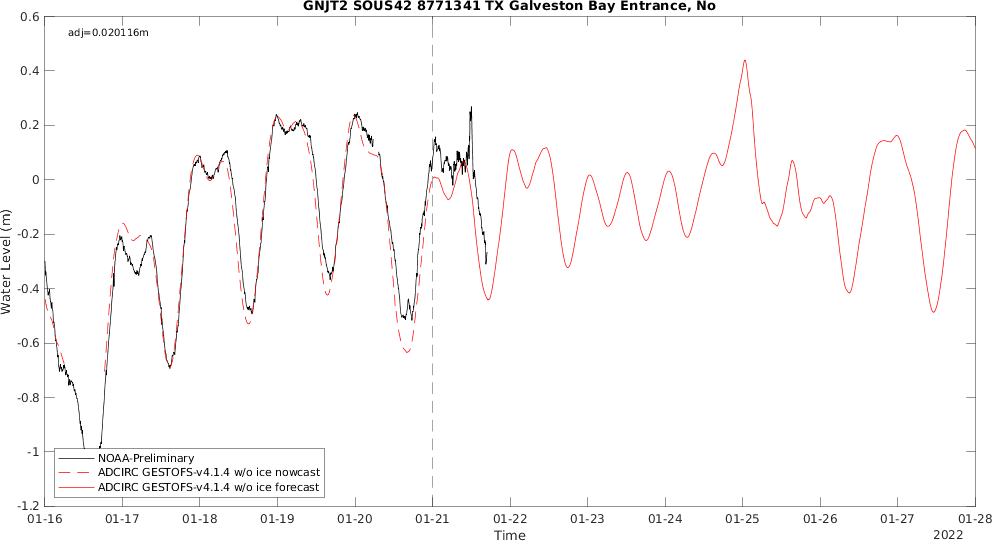 GNJT2 SOUS42 8771341 TX Galveston Bay Entrance, No
adj=0.020116m
0.6
0.4
0.2
0
-0.2
-0.4
-0.6
-0.8
-1
-1.2
Water Level (m)
NOAA-Preliminary
ADCIRC GESTOFS-v4.1.4 w/o ice nowcast
ADCIRC GESTOFS-v4.1.4 w/o ice forecast
01-16 01-17 01-18 01-19 01-20 01-21 01-22 01-23 01-24 01-25 01-26 01-27 01-28
Time
2022